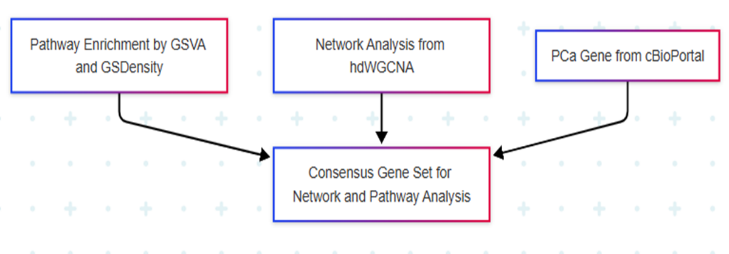 Pathway Enrichment by GSVA
and GSDensity
Network Analysis from
hdWGCNA
PCa Gene from cBioPortal
Consensus Gene Set for
Network and Pathway Analysis